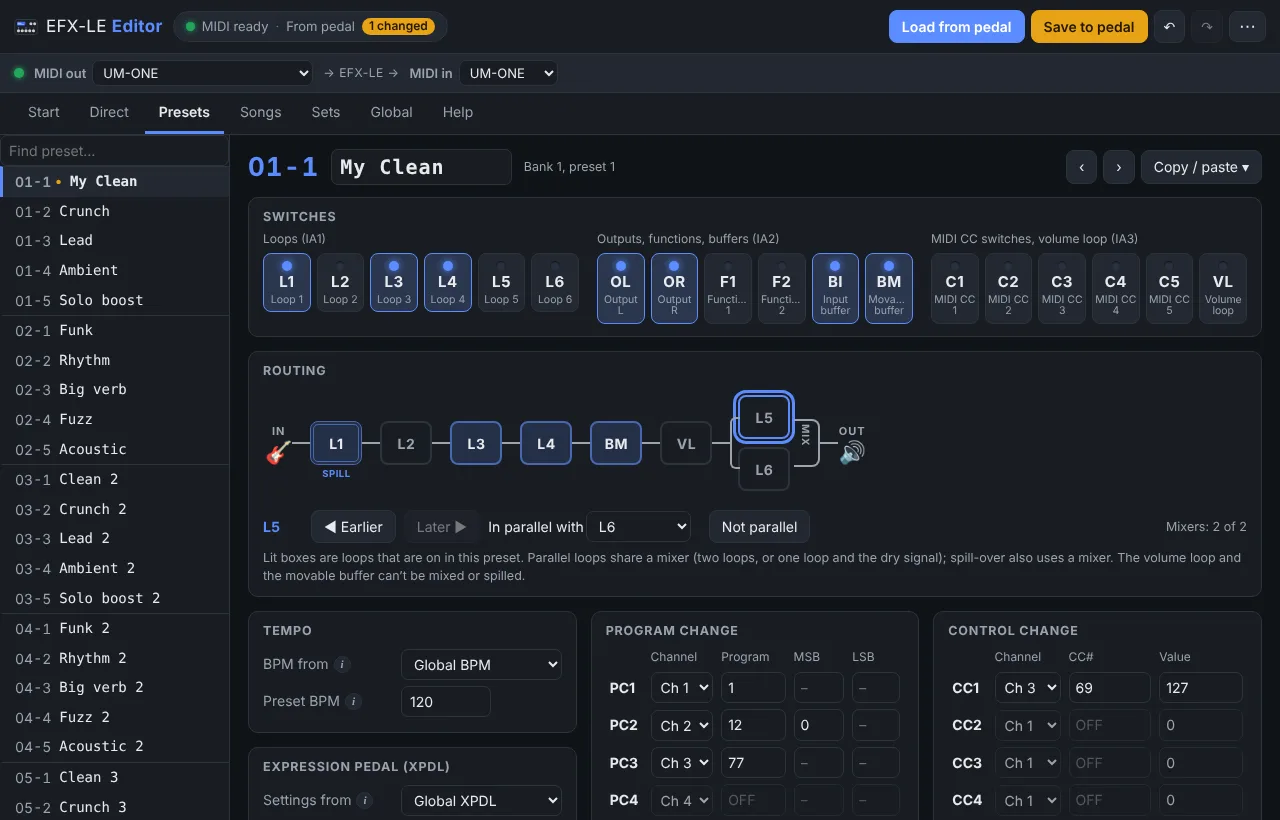 EFX-LE Editor
MIDI ready · From pedal 1 changed
Load from pedal
Save to pedal
MIDI out UM-ONE → EFX-LE → MIDI in UM-ONE
Start Direct Presets Songs Sets Global Help
Find preset...
01-1 • My Clean
01-2 Crunch
01-3 Lead
01-4 Ambient
01-5 Solo boost
02-1 Funk
02-2 Rhythm
02-3 Big verb
02-4 Fuzz
02-5 Acoustic
03-1 Clean 2
03-2 Crunch 2
03-3 Lead 2
03-4 Ambient 2
03-5 Solo boost 2
04-1 Funk 2
04-2 Rhythm 2
04-3 Big verb 2
04-4 Fuzz 2
04-5 Acoustic 2
05-1 Clean 3
05-2 Crunch 3
01-1 My Clean Bank 1, preset 1
‹ › Copy / paste ▾
SWITCHES
Loops (IA1)
L1 L2 L3 L4 L5 L6
Loop 1 Loop 2 Loop 3 Loop 4 Loop 5 Loop 6
Outputs, functions, buffers (IA2)
OL OR F1 F2 BI BM
Output Output Functi... Functi... Input Mova...
L R 1 2 buffer buffer
MIDI CC switches, volume loop (IA3)
C1 C2 C3 C4 C5 VL
MIDI CC MIDI CC MIDI CC MIDI CC MIDI CC Volume
1 2 3 4 5 loop
ROUTING
IN L1 L2 L3 L4 BM VL L5 L6 MIX OUT
SPILL
L5 ◀ Earlier Later ▶ In parallel with L6 Not parallel Mixers: 2 of 2
Lit boxes are loops that are on in this preset. Parallel loops share a mixer (two loops, or one loop and the dry signal); spill-over also uses a mixer. The volume loop and
the movable buffer can't be mixed or spilled.
TEMPO
BPM from i Global BPM
Preset BPM i 120
EXPRESSION PEDAL (XPDL)
Settings from i Global XPDL
PROGRAM CHANGE
Channel Program MSB LSB
PC1 Ch 1 1 – –
PC2 Ch 2 12 0 –
PC3 Ch 3 77 – –
PC4 Ch 4 OFF – –
CONTROL CHANGE
Channel CC# Value
CC1 Ch 3 69 127
CC2 Ch 1 OFF 0
CC3 Ch 1 OFF 0
CC4 Ch 1 OFF 0